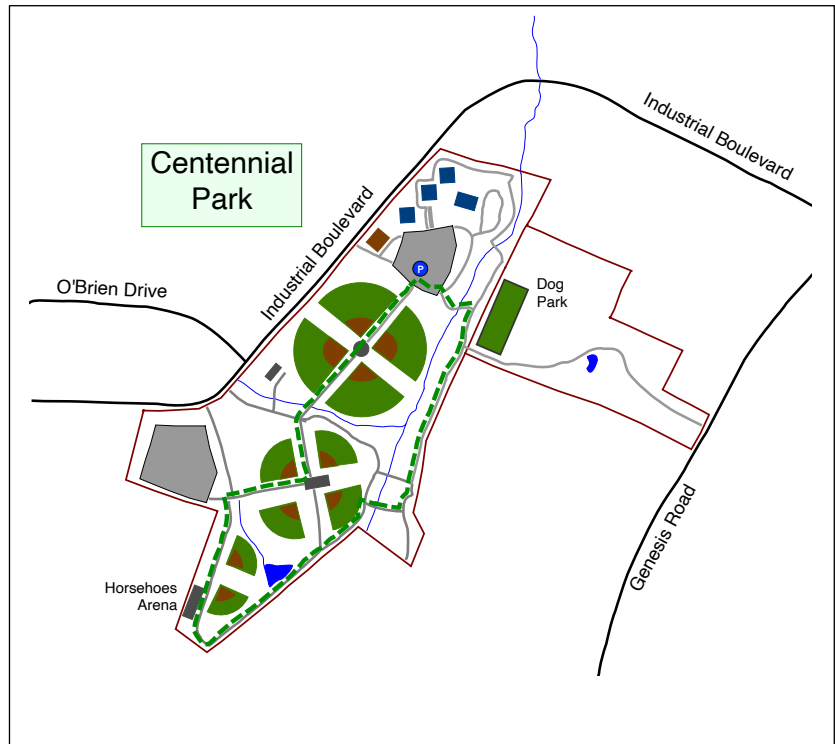 Industrial Boulevard
Centennial
Park
Industrial Boulevard
O'Brien Drive
P
Dog
Park
Genesis Road
Horsehoes
Arena